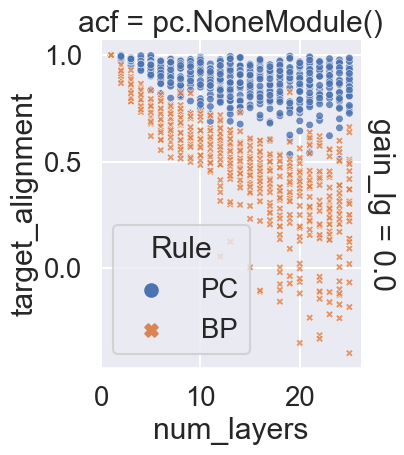 acf = pc.NoneModule()
target_alignment
1.0
0.5
0.0
Rule
PC
BP
gain_lg = 0.0
0
10
20
num_layers